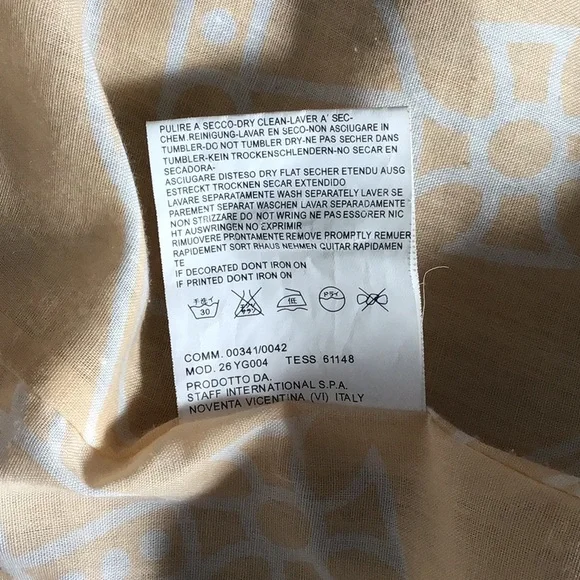 PULIRE A SECCO-DRY CLEAN-LAVER A' SEC-
CHEM.REINIGUNG-LAVAR EN SECO-NON ASCIUGARE IN
TUMBLER-DO NOT TUMBLER DRY-NE PAS SECHER DANS
TUMBLER-KEIN TROCKENSCHLENDERN-NO SECAR EN
SECADORA-
ASCIUGARE DISTESO DRY FLAT SECHER ETENDU AUSG
ESTRECKT TROCKNEN SECAR EXTENDIDO
LAVARE SEPARATAMENTE WASH SEPARATELY LAVER SE
PAREMENT SEPARAT WASCHEN LAVAR SEPARADAMENTE
NON STRIZZARE DO NOT WRING NE PAS ESSORER NIC
HT AUSWRINGEN NO EXPRIMIR
RIMUOVERE PRONTAMENTE REMOVE PROMPTLY REMUER
RAPIDEMENT SORT RHAUS NEHMEN QUITAR RAPIDAMEN
TE
IF DECORATED DONT IRON ON
IF PRINTED DONT IRON ON
30 低
COMM. 00341/0042
MOD. 26YG004 TESS 61148
PRODOTTO DA:
STAFF INTERNATIONAL S.P.A.
NOVENTA VICENTINA (VI) ITALY